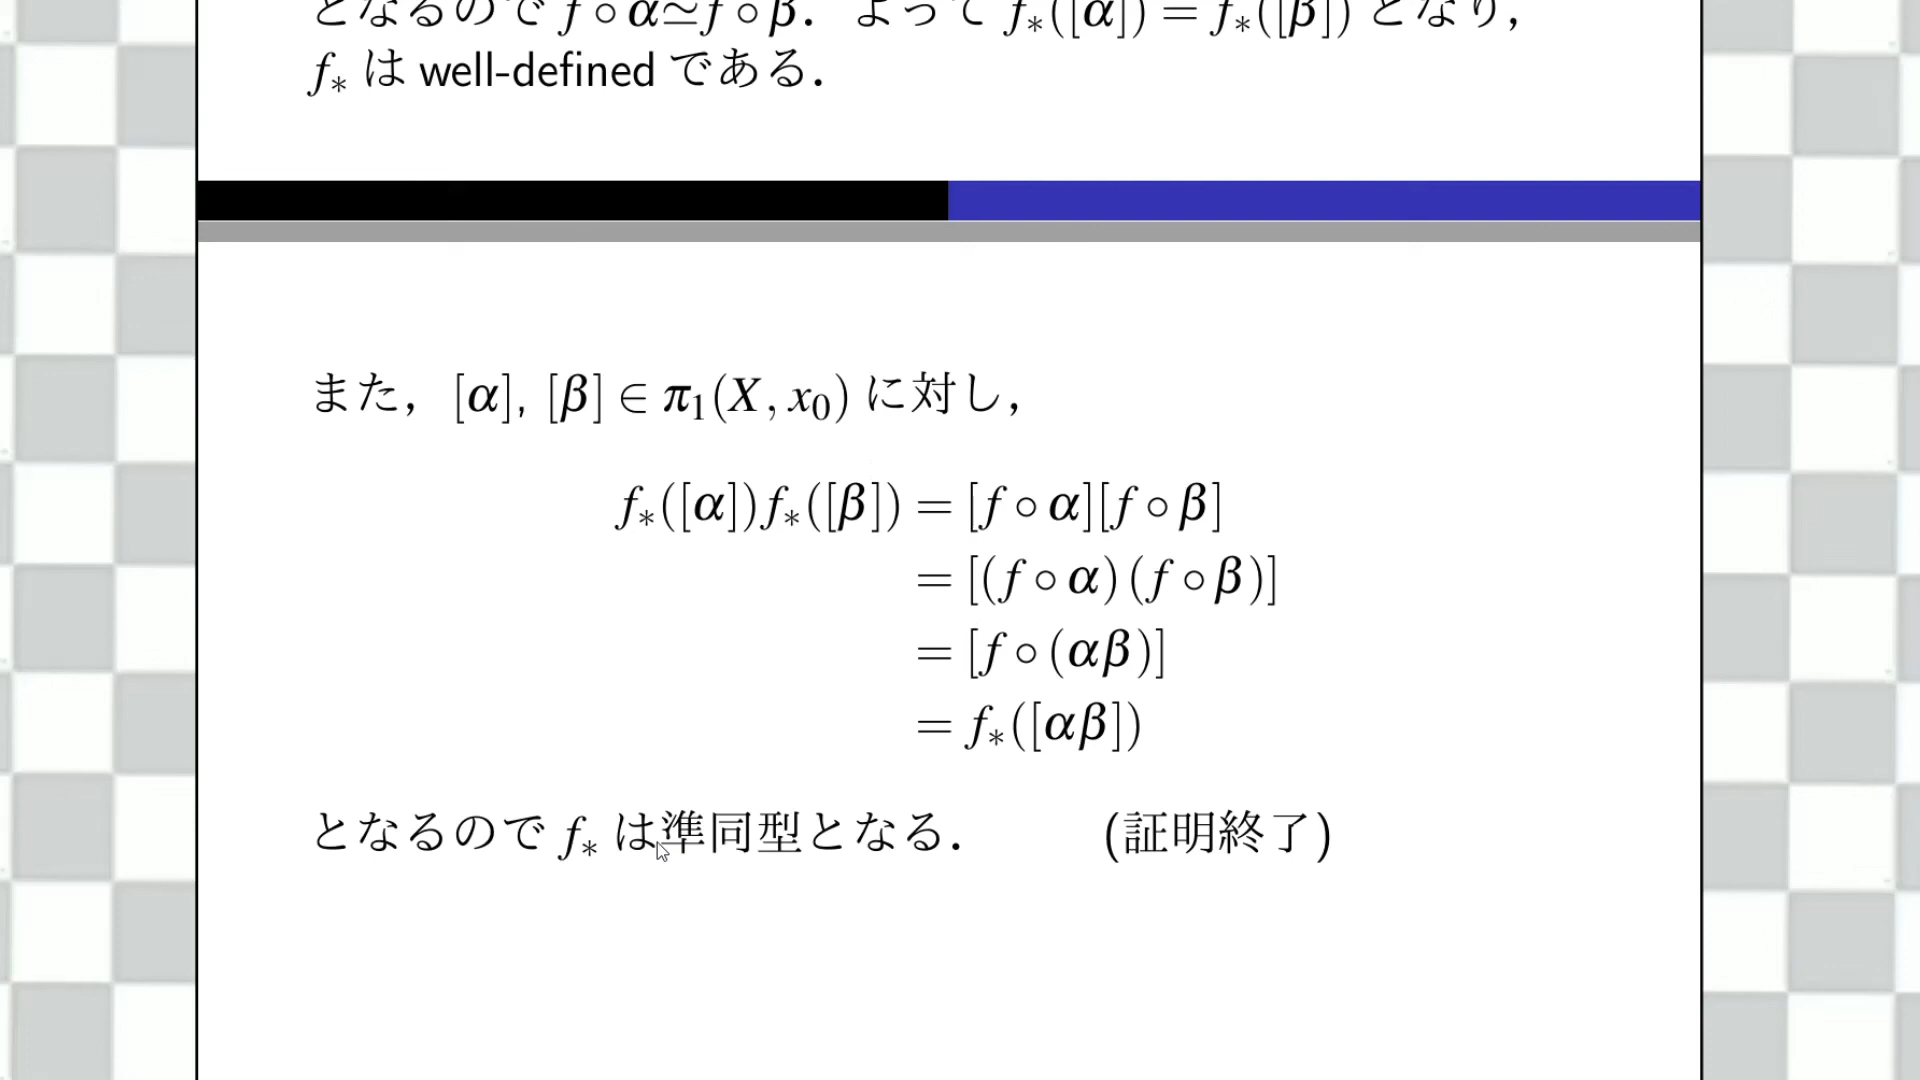 となるので f ∘ α≃f ∘ β． よって f∗([α]) = f∗([β]) となり，
f∗ は well-defined である．
また，[α], [β] ∈ π₁(X, x₀) に対し，
f∗([α])f∗([β]) = [f ∘ α][f ∘ β]
= [(f ∘ α)(f ∘ β)]
= [f ∘ (αβ)]
= f∗([αβ])
となるので f∗ は準同型となる． (証明終了)